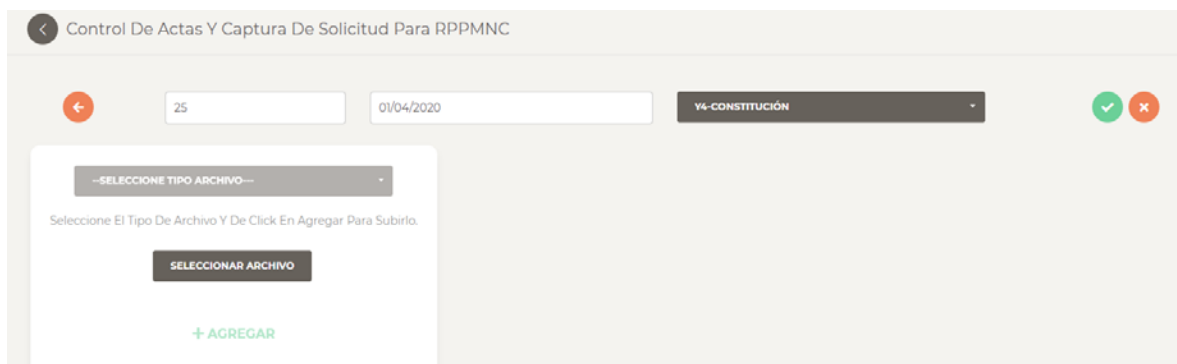 Control De Actas Y Captura De Solicitud Para RPPMNC
25
01/04/2020
Y4-CONSTITUCIÓN
--SELECCIONE TIPO ARCHIVO---
Seleccione El Tipo De Archivo Y De Click En Agregar Para Subirlo.
SELECCIONAR ARCHIVO
+ AGREGAR